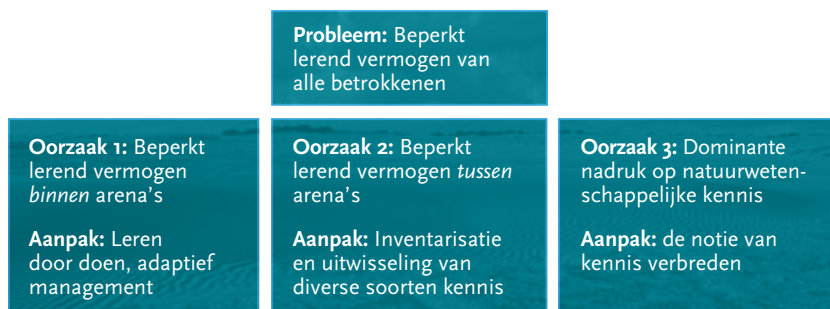 Probleem: Beperkt
lerend vermogen van
alle betrokkenen
Oorzaak 1: Beperkt
lerend vermogen
binnen arena’s
Aanpak: Leren
door doen, adaptief
management
Oorzaak 2: Beperkt
lerend vermogen tussen
arena’s
Aanpak: Inventarisatie
en uitwisseling van
diverse soorten kennis
Oorzaak 3: Dominante
nadruk op natuurweten-
schappelijke kennis
Aanpak: de notie van
kennis verbreden